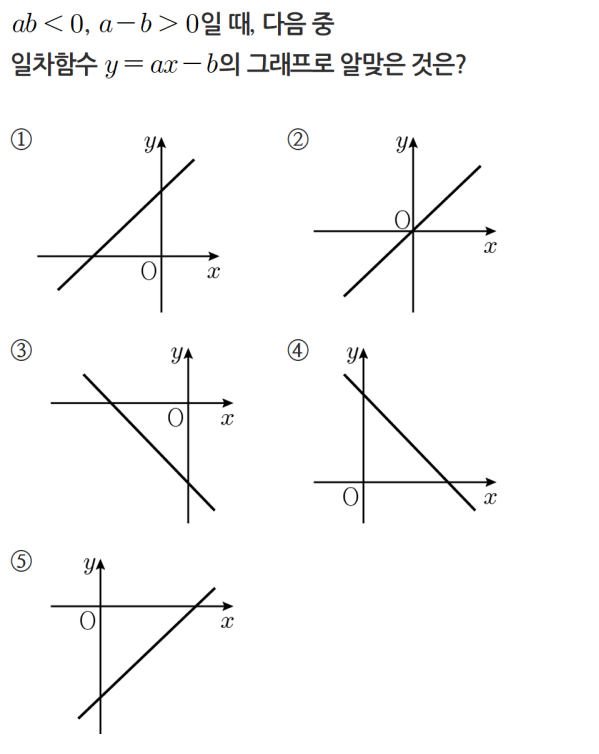 ab < 0, a − b > 0일 때, 다음 중
일차함수 y = ax − b의 그래프로 알맞은 것은?
① y O x
② y O x
③ y O x
④ y O x
⑤ y O x